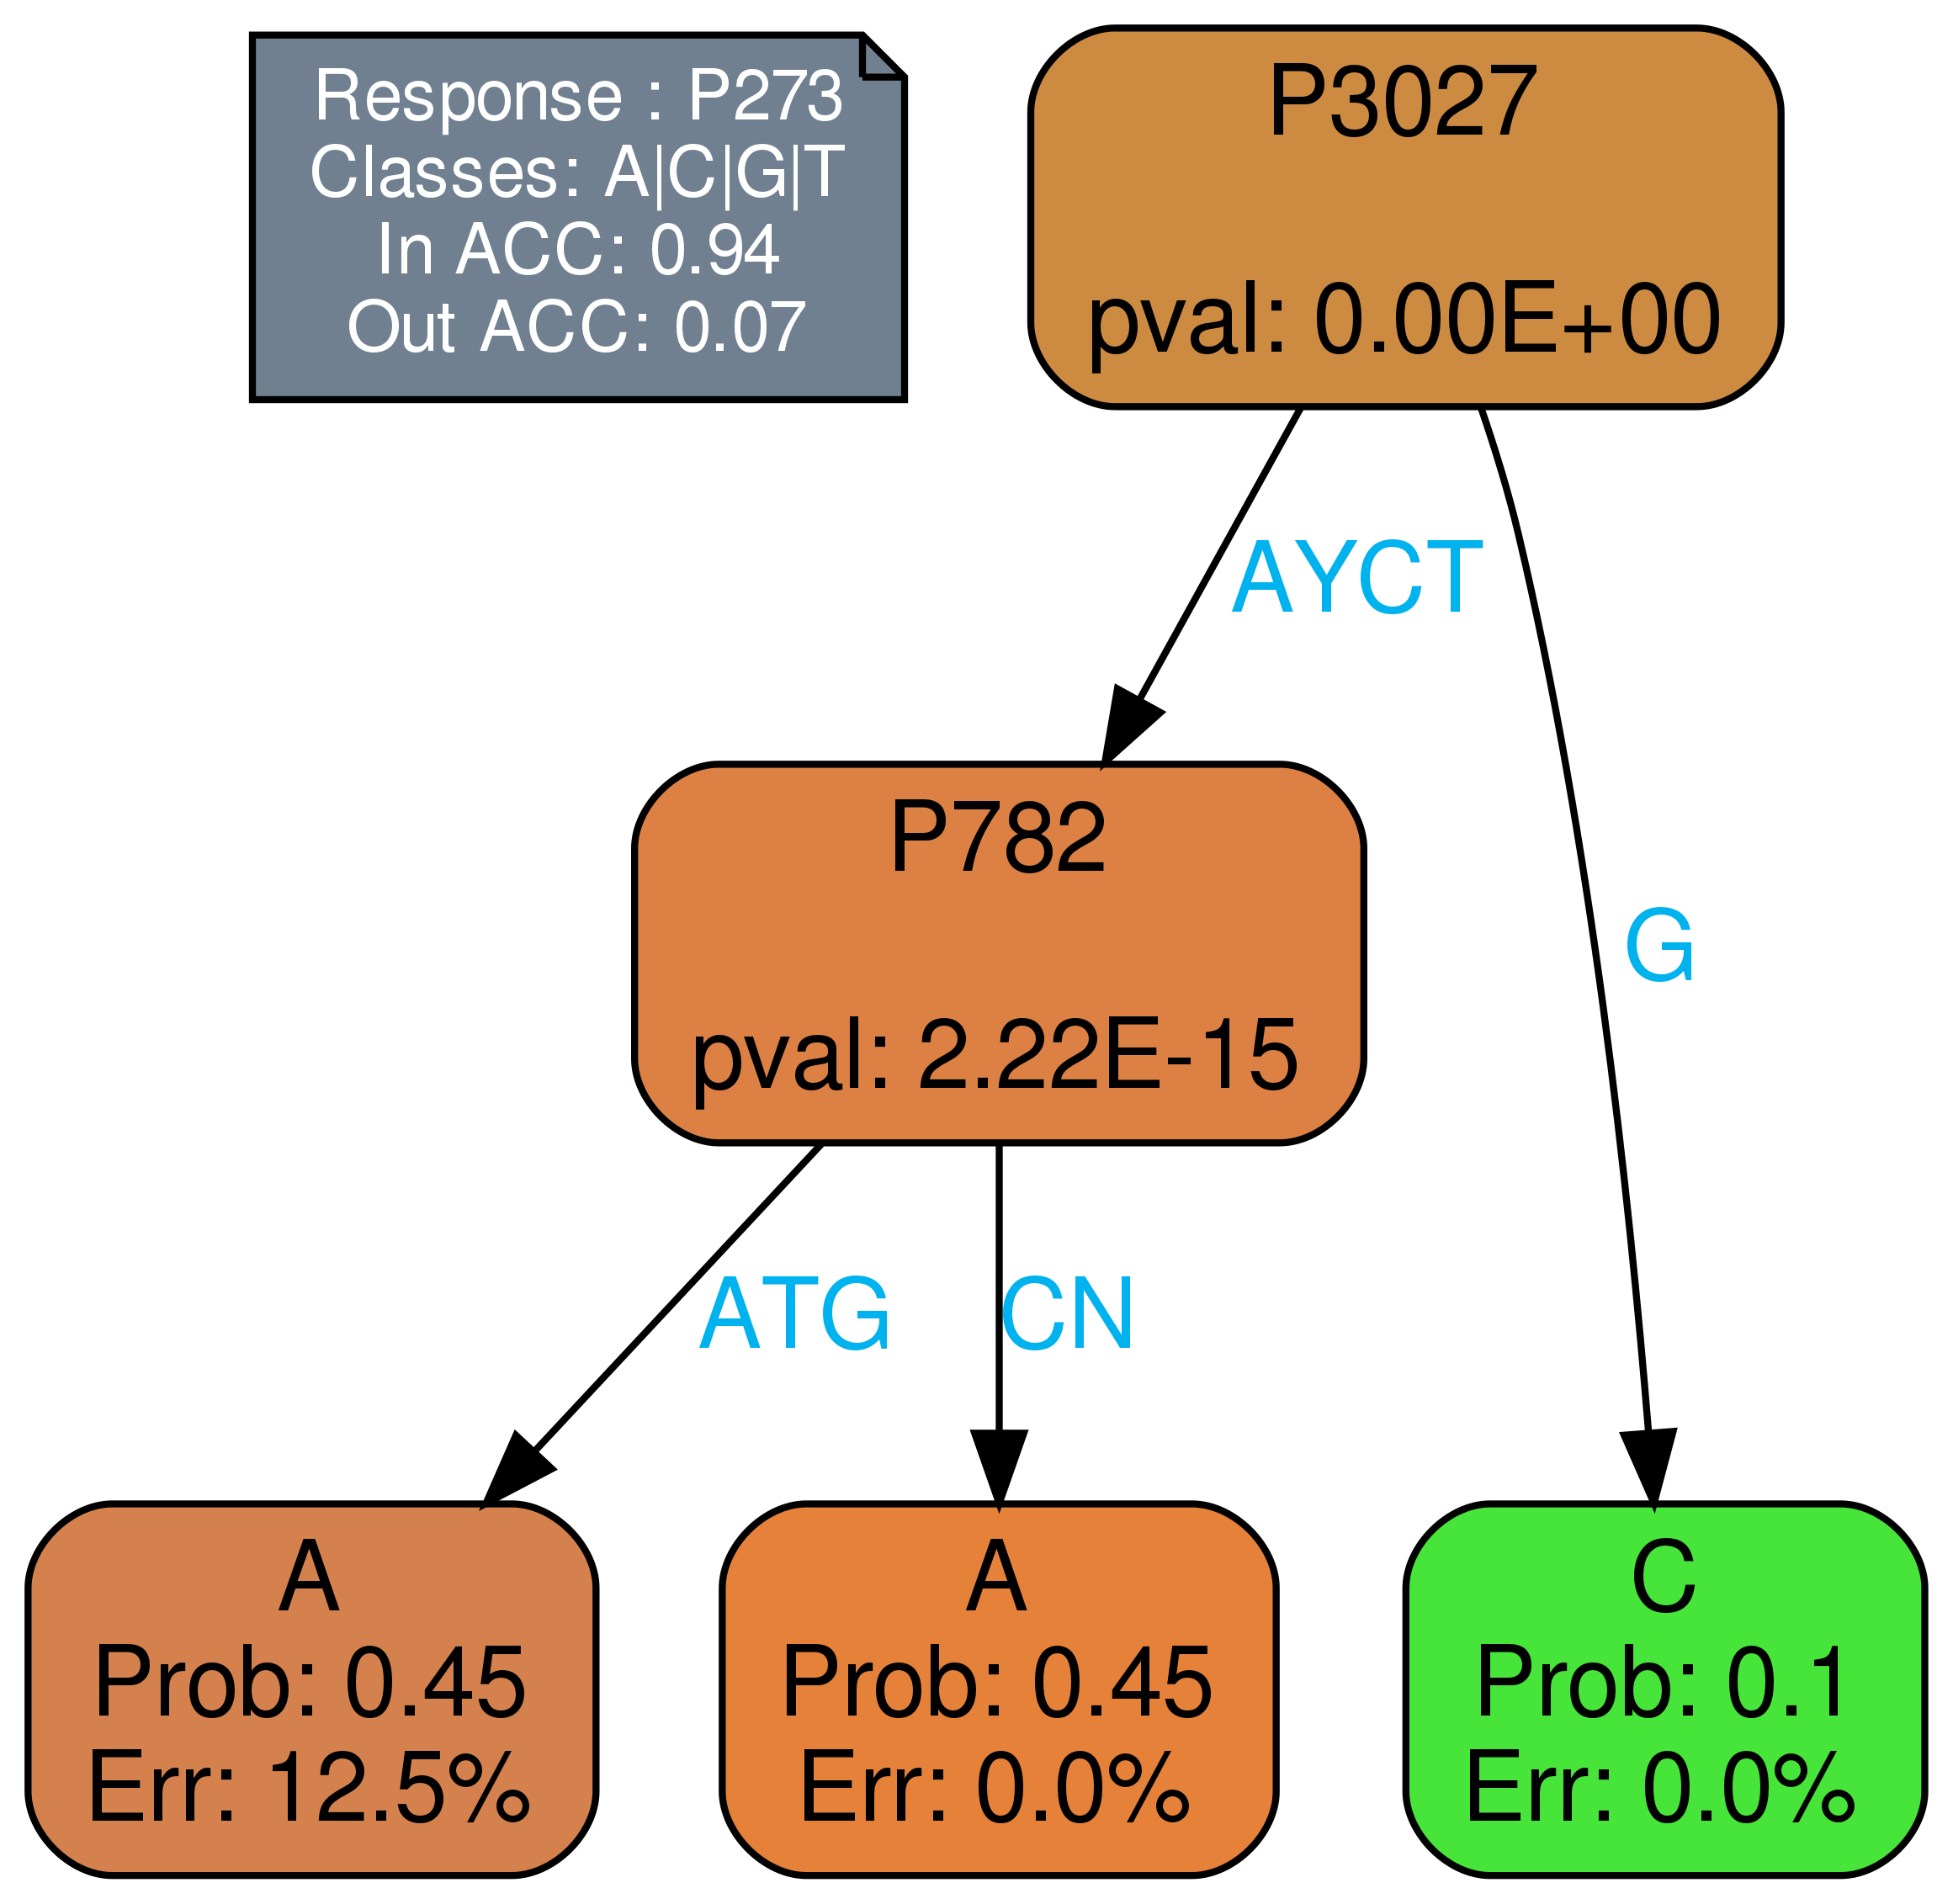 Response : P273
Classes: A|C|G|T
In ACC: 0.94
Out ACC: 0.07
P3027
pval: 0.00E+00
AYCT
G
P782
pval: 2.22E-15
ATG
CN
A
Prob: 0.45
Err: 12.5%
A
Prob: 0.45
Err: 0.0%
C
Prob: 0.1
Err: 0.0%